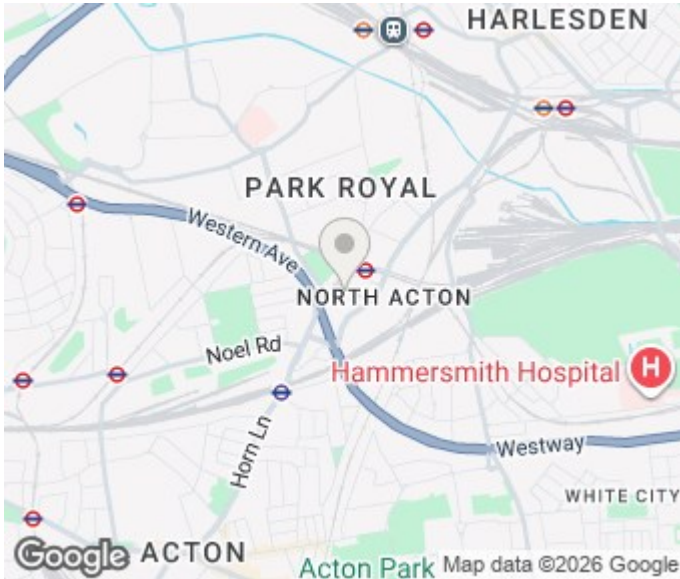 HARLESDEN
PARK ROYAL
Western Ave
NORTH ACTON
Noel Rd
Hammersmith Hospital
H
Horn Ln
Westway
WHITE CITY
Google
ACTON
Acton Park
Map data ©2026 Google